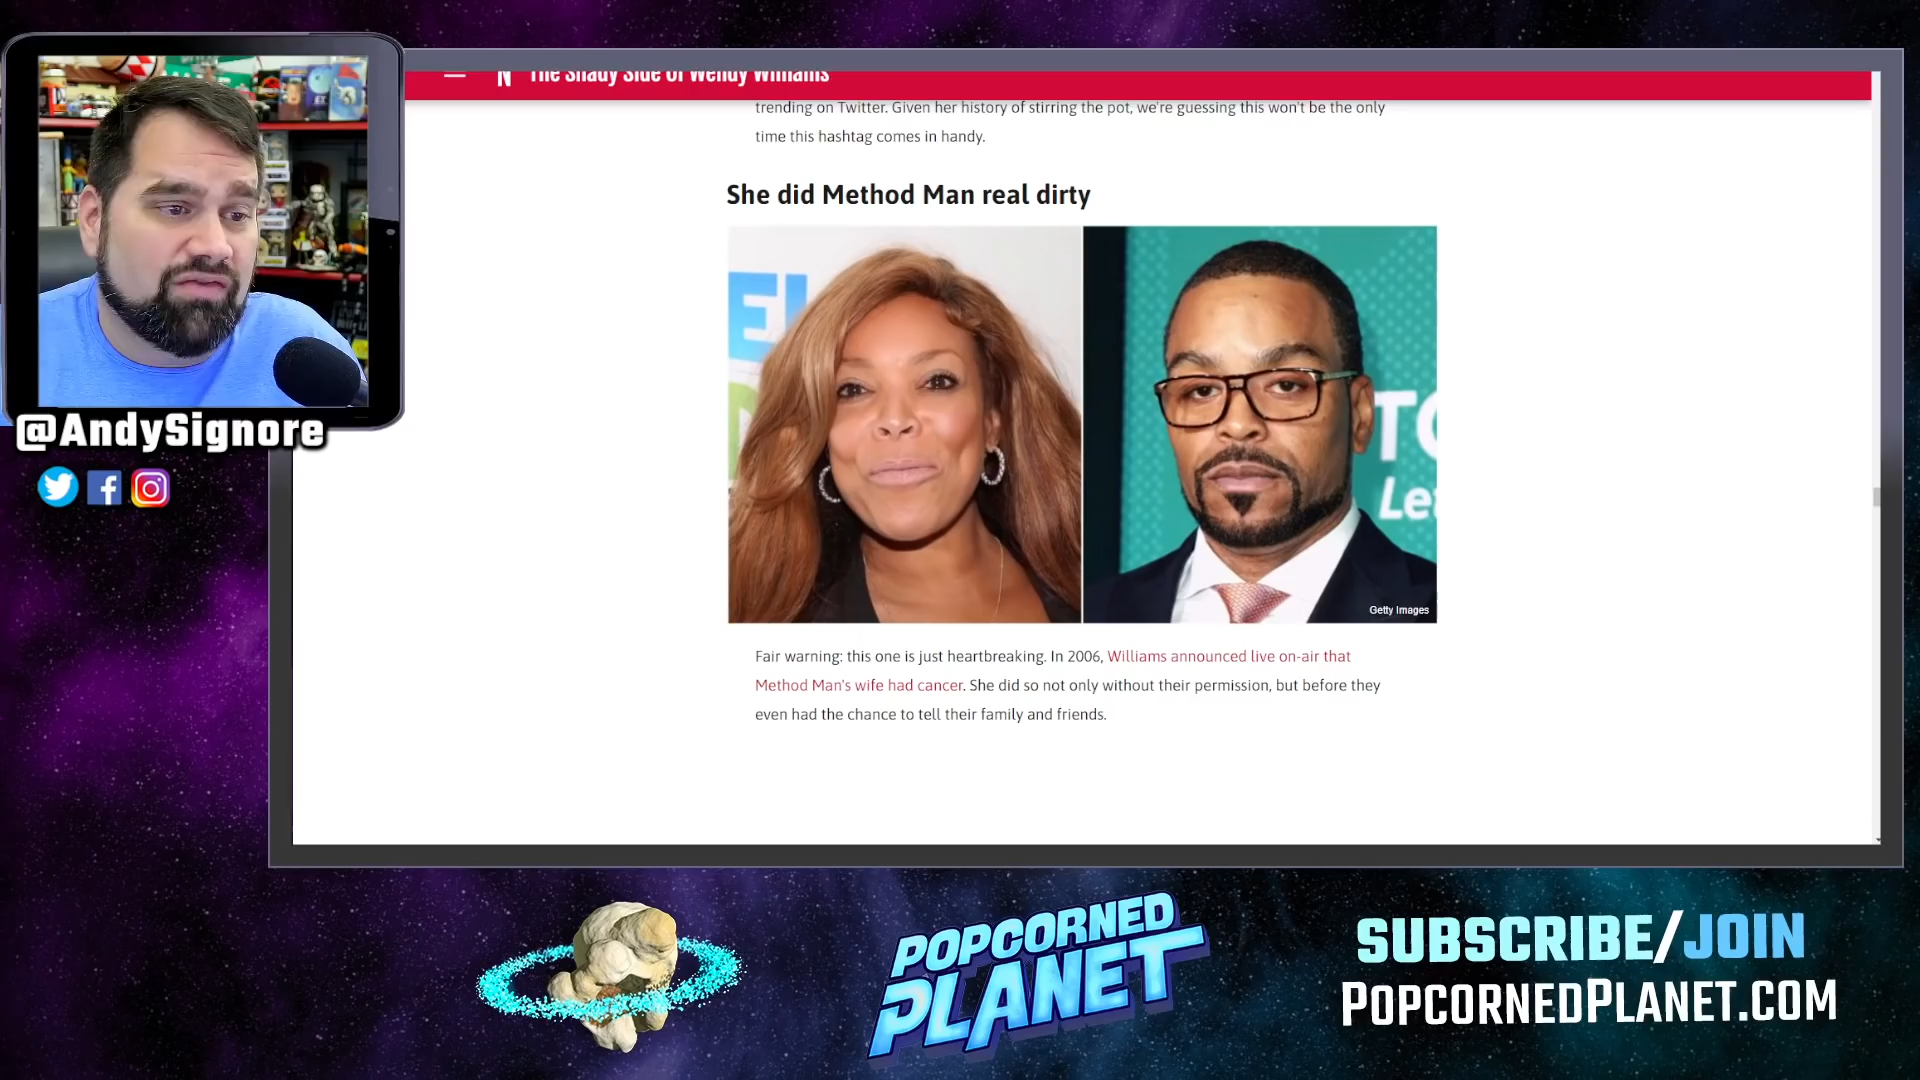 N The Shady Side Of Wendy Williams
trending on Twitter. Given her history of stirring the pot, we're guessing this won't be the only
time this hashtag comes in handy.
She did Method Man real dirty
EL
TO
Let
Getty Images
Fair warning: this one is just heartbreaking. In 2006, Williams announced live on-air that
Method Man's wife had cancer. She did so not only without their permission, but before they
even had the chance to tell their family and friends.
@AndySignore
POPCORNED
PLANET
SUBSCRIBE/JOIN
POPCORNEDPLANET.COM